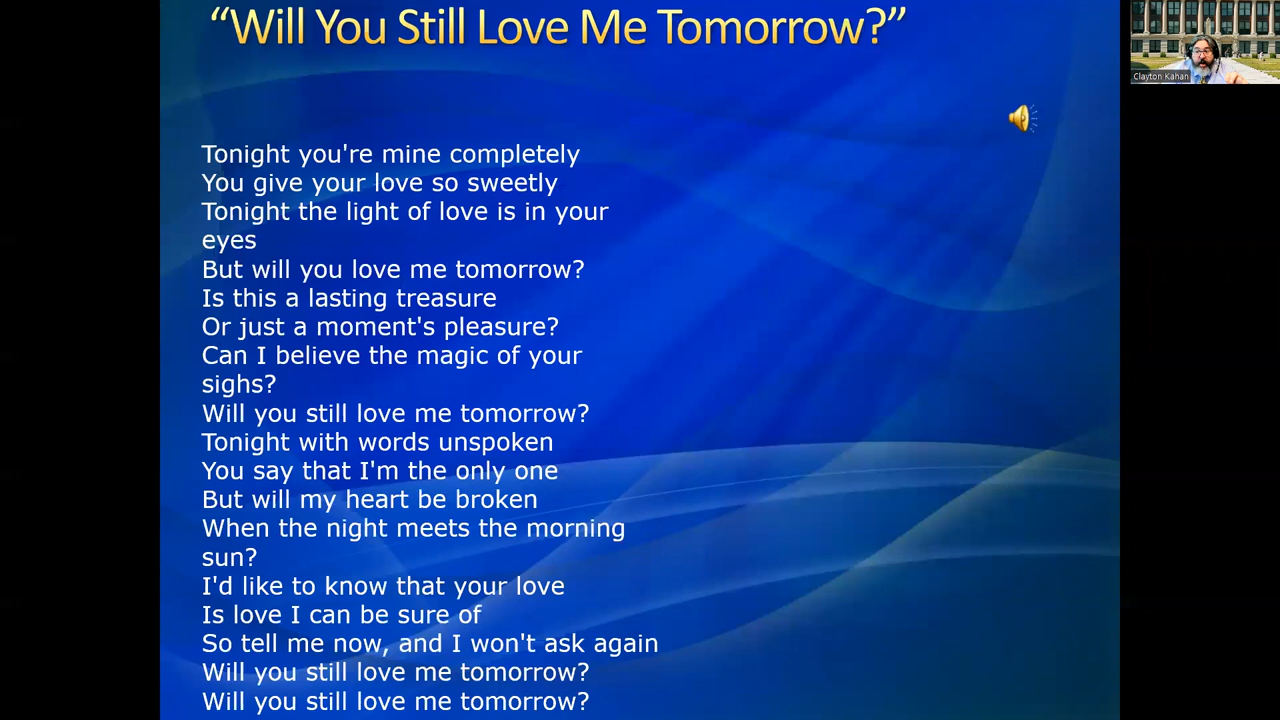 “Will You Still Love Me Tomorrow?”
Clayton Kahan
Tonight you're mine completely
You give your love so sweetly
Tonight the light of love is in your
eyes
But will you love me tomorrow?
Is this a lasting treasure
Or just a moment's pleasure?
Can I believe the magic of your
sighs?
Will you still love me tomorrow?
Tonight with words unspoken
You say that I'm the only one
But will my heart be broken
When the night meets the morning
sun?
I'd like to know that your love
Is love I can be sure of
So tell me now, and I won't ask again
Will you still love me tomorrow?
Will you still love me tomorrow?